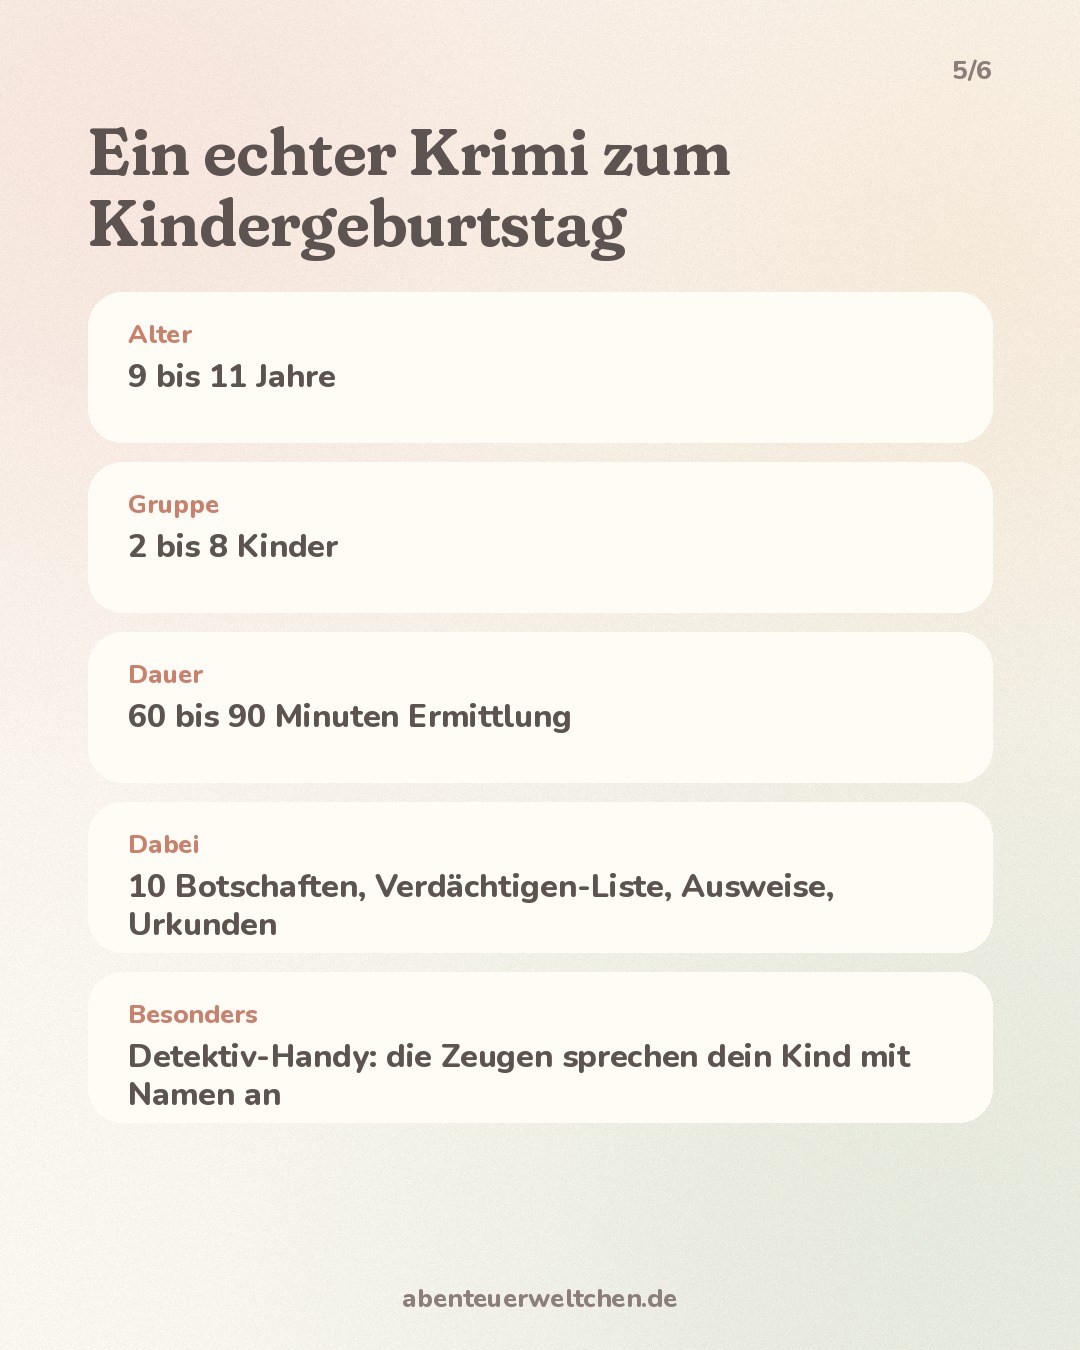 5/6
Ein echter Krimi zum
Kindergeburtstag
Alter
9 bis 11 Jahre
Gruppe
2 bis 8 Kinder
Dauer
60 bis 90 Minuten Ermittlung
Dabei
10 Botschaften, Verdächtigen-Liste, Ausweise,
Urkunden
Besonders
Detektiv-Handy: die Zeugen sprechen dein Kind mit
Namen an
abenteuerweltchen.de